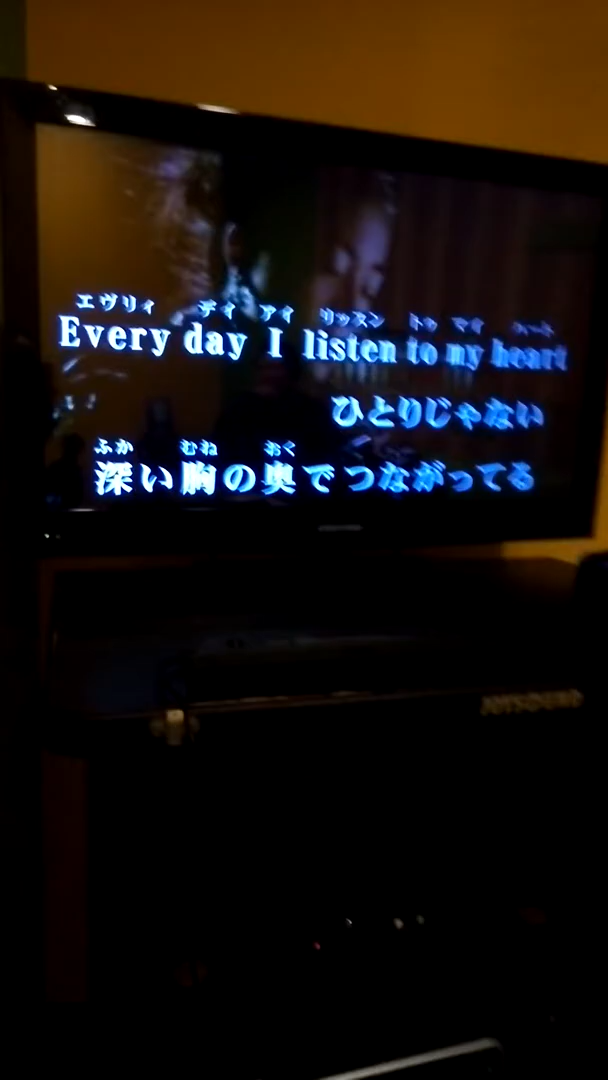 エヴリィ デイ アイ リッスン トゥ マイ ハート
Every day I listen to my heart
ひとりじゃない
ふか むね おく
深い胸の奥でつながってる
JOYSOUND